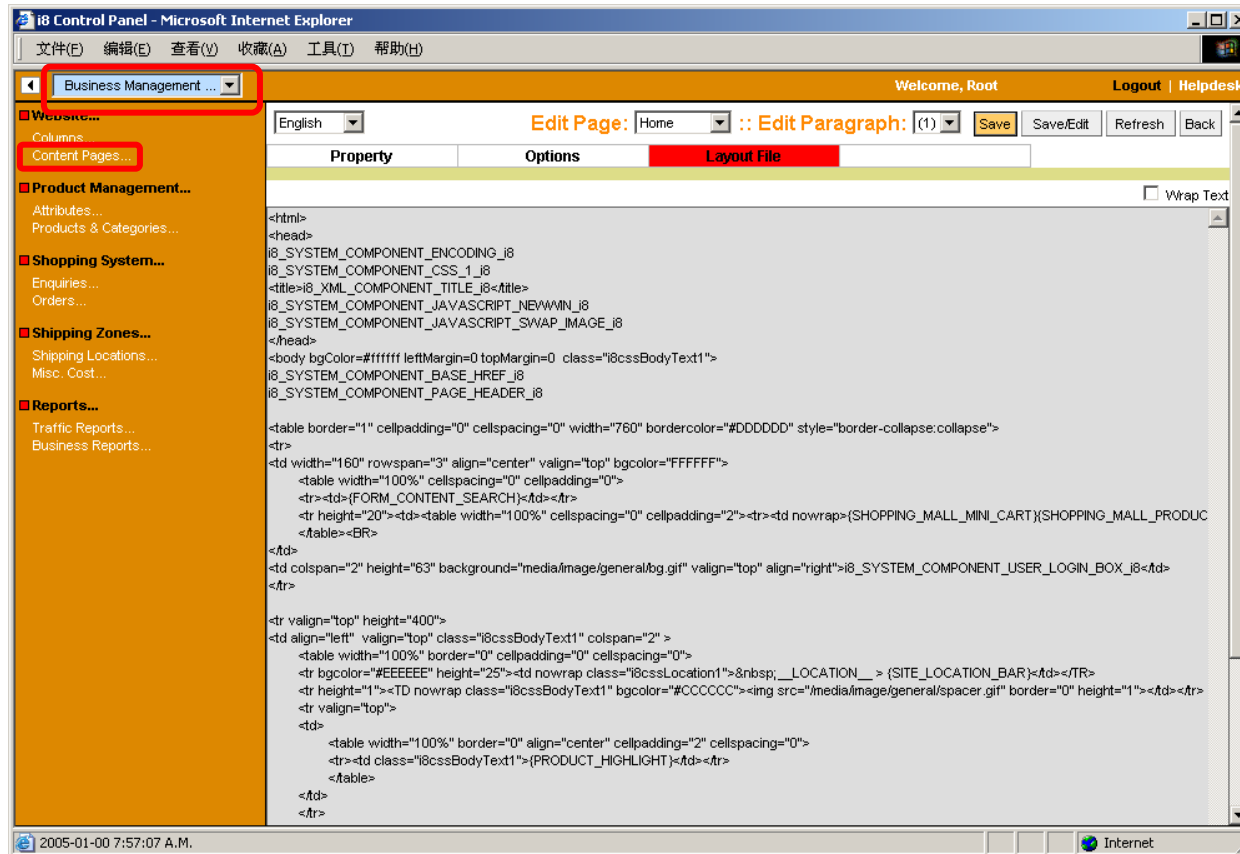 i8 Control Panel - Microsoft Internet Explorer
文件(F) 编辑(E) 查看(V) 收藏(A) 工具(T) 帮助(H)
Business Management ... Welcome, Root Logout | Helpdesk
Website...
Columns...
Content Pages...
Product Management...
Attributes...
Products & Categories...
Shopping System...
Enquiries...
Orders...
Shipping Zones...
Shipping Locations...
Misc. Cost...
Reports...
Traffic Reports...
Business Reports...
English Edit Page: Home :: Edit Paragraph: (1) Save Save/Edit Refresh Back
Property Options Layout File
Wrap Text
<html>
<head>
i8_SYSTEM_COMPONENT_ENCODING_i8
i8_SYSTEM_COMPONENT_CSS_1_i8
<title>i8_XML_COMPONENT_TITLE_i8</title>
i8_SYSTEM_COMPONENT_JAVASCRIPT_NEWWIN_i8
i8_SYSTEM_COMPONENT_JAVASCRIPT_SWAP_IMAGE_i8
</head>
<body bgColor=#ffffff leftMargin=0 topMargin=0 class="i8cssBodyText1">
i8_SYSTEM_COMPONENT_BASE_HREF_i8
i8_SYSTEM_COMPONENT_PAGE_HEADER_i8
<table border="1" cellpadding="0" cellspacing="0" width="760" bordercolor="#DDDDDD" style="border-collapse:collapse">
<tr>
<td width="160" rowspan="3" align="center" valign="top" bgcolor="FFFFFF">
<table width="100%" cellspacing="0" cellpadding="0">
<tr><td>{FORM_CONTENT_SEARCH}</td></tr>
<tr height="20"><td><table width="100%" cellspacing="0" cellpadding="2"><tr><td nowrap>{SHOPPING_MALL_MINI_CART}{SHOPPING_MALL_PRODUC
</table><BR>
</td>
<td colspan="2" height="63" background="media/image/general/bg.gif" valign="top" align="right">i8_SYSTEM_COMPONENT_USER_LOGIN_BOX_i8</td>
</tr>
<tr valign="top" height="400">
<td align="left" valign="top" class="i8cssBodyText1" colspan="2" >
<table width="100%" border="0" cellpadding="0" cellspacing="0">
<tr bgcolor="#EEEEEE" height="25"><td nowrap class="i8cssLocation1">&nbsp;__LOCATION__ > {SITE_LOCATION_BAR}</td></TR>
<tr height="1"><TD nowrap class="i8cssBodyText1" bgcolor="#CCCCCC"><img src="/media/image/general/spacer.gif" border="0" height="1"></td></tr>
<tr valign="top">
<td>
<table width="100%" border="0" align="center" cellpadding="2" cellspacing="0">
<tr><td class="i8cssBodyText1">{PRODUCT_HIGHLIGHT}</td></tr>
</table>
</td>
</tr>
2005-01-00 7:57:07 A.M. Internet